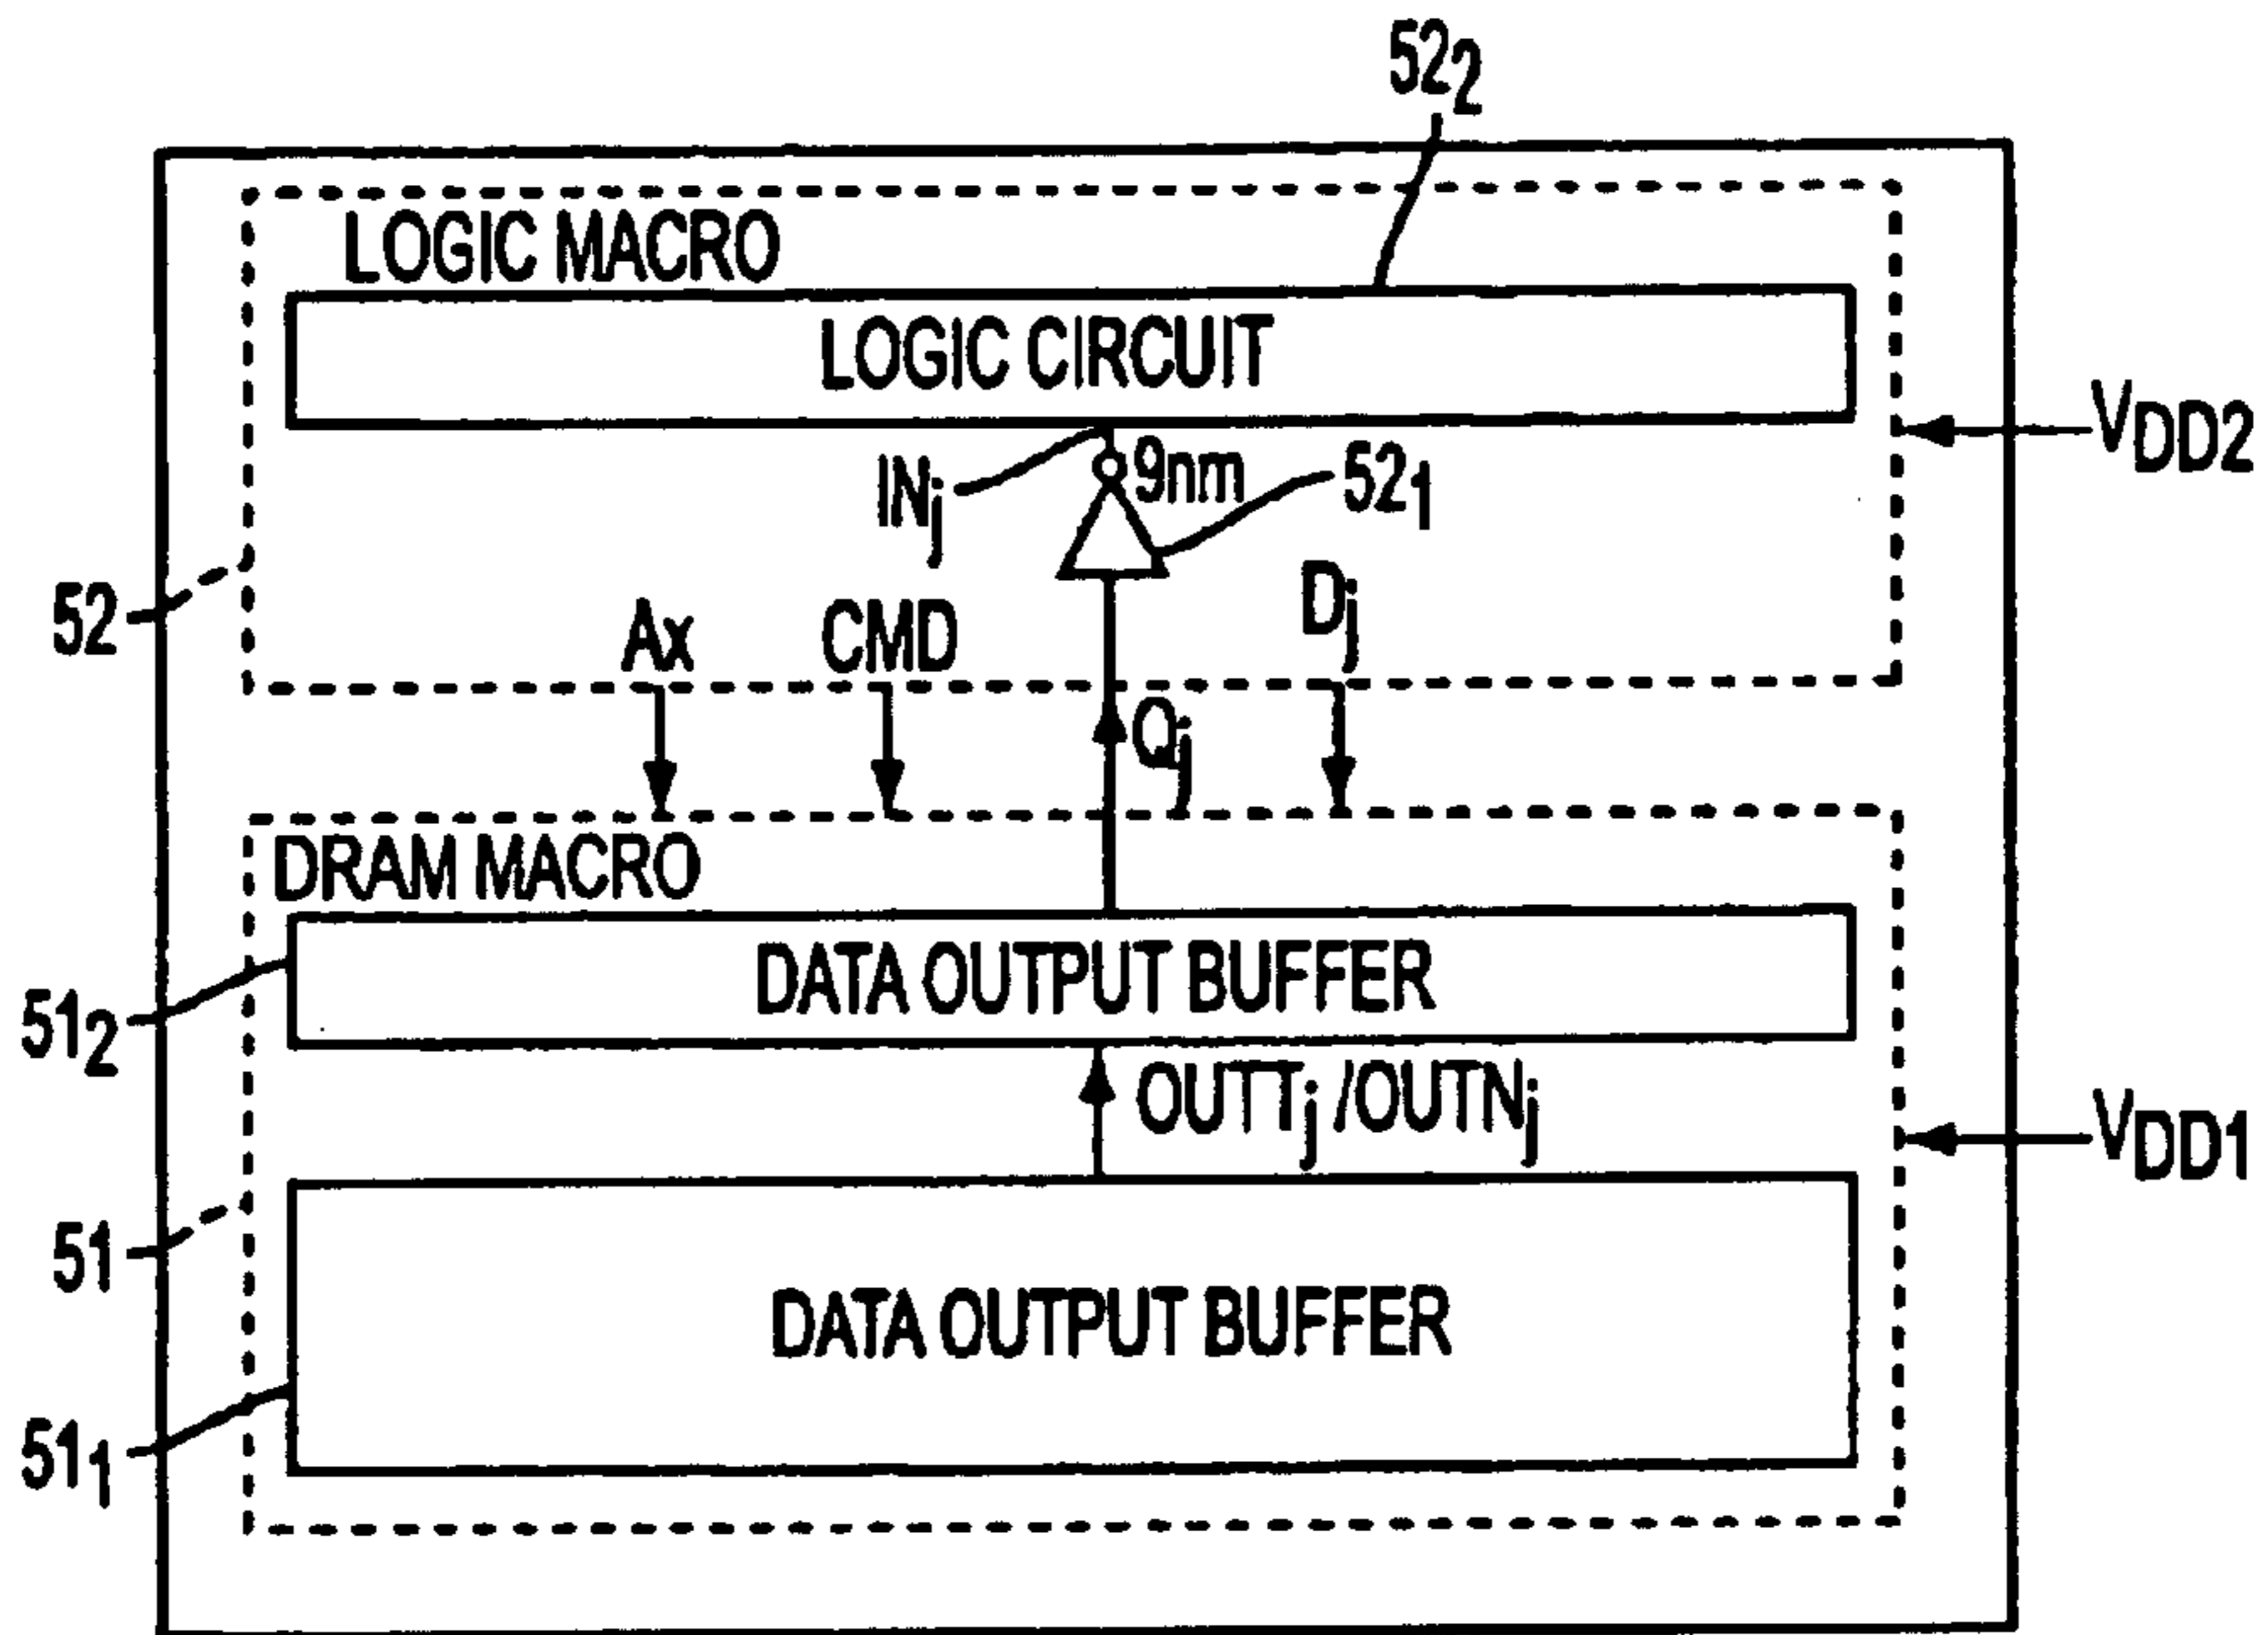 52₂
LOGIC MACRO
LOGIC CIRCUIT
V_DD2
IN_j
9nm
52₁
52
Ax
CMD
D_j
Q_j
DRAM MACRO
DATA OUTPUT BUFFER
51₂
OUTT_j /OUTN_j
V_DD1
51
DATA OUTPUT BUFFER
51₁